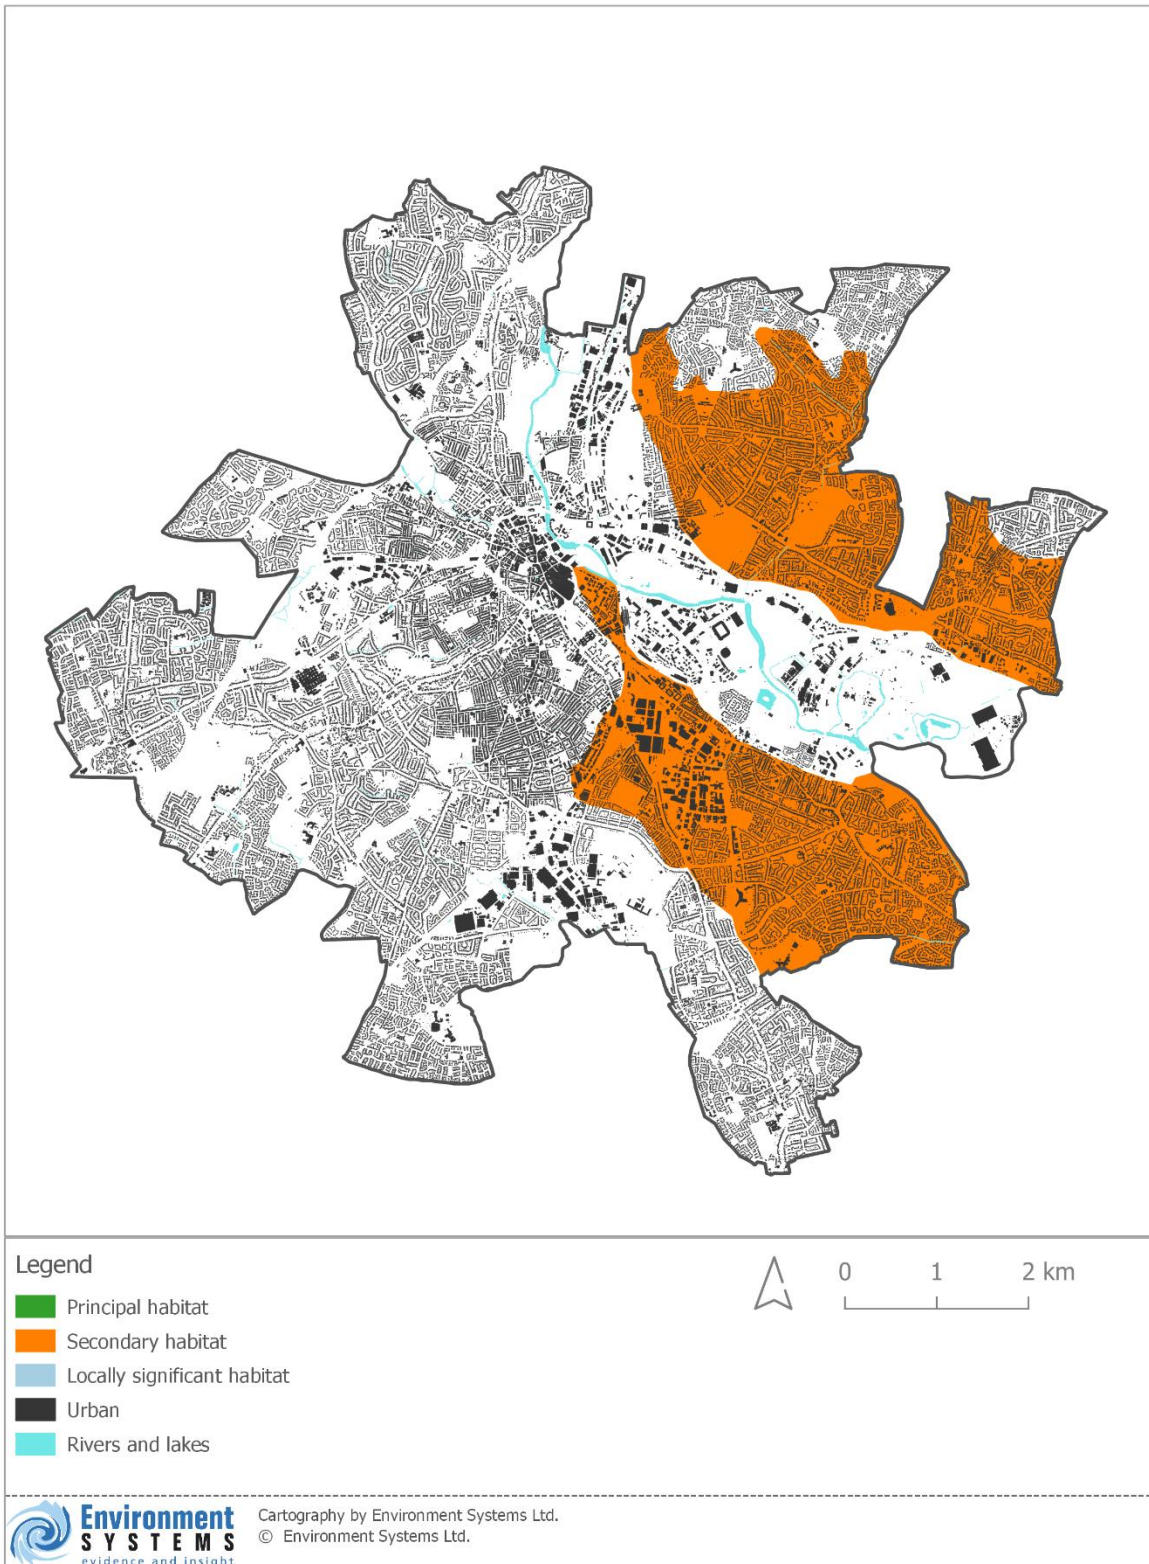 Legend
Principal habitat
Secondary habitat
Locally significant habitat
Urban
Rivers and lakes
0 1 2 km
Environment
SYSTEMS
evidence and insight
Cartography by Environment Systems Ltd.
© Environment Systems Ltd.